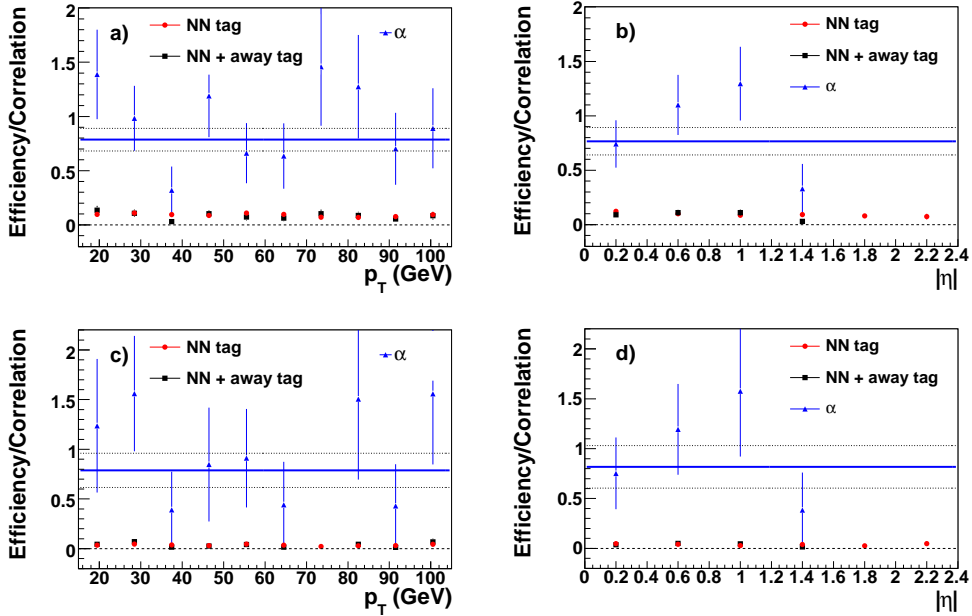 a)
NN tag
NN + away tag
α
Efficiency/Correlation
2
1.5
1
0.5
0
20 30 40 50 60 70 80 90 100
p_T (GeV)
b)
NN tag
NN + away tag
α
Efficiency/Correlation
2
1.5
1
0.5
0
0 0.2 0.4 0.6 0.8 1 1.2 1.4 1.6 1.8 2 2.2 2.4
|η|
c)
NN tag
NN + away tag
α
Efficiency/Correlation
2
1.5
1
0.5
0
20 30 40 50 60 70 80 90 100
p_T (GeV)
d)
NN tag
NN + away tag
α
Efficiency/Correlation
2
1.5
1
0.5
0
0 0.2 0.4 0.6 0.8 1 1.2 1.4 1.6 1.8 2 2.2 2.4
|η|